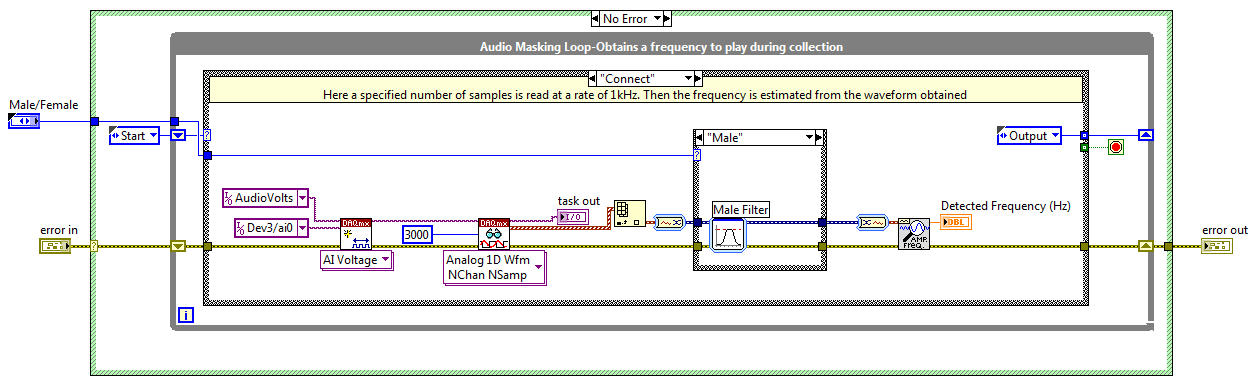 No Error
Audio Masking Loop-Obtains a frequency to play during collection
"Connect"
Here a specified number of samples is read at a rate of 1kHz. Then the frequency is estimated from the waveform obtained
Male/Female
Start
"Male"
Output
AudioVolts
task out
I/O
Male Filter
Detected Frequency (Hz)
DBL
error in
Dev3/ai0
DAQmx
3000
DAQmx
AMP
FREQ
error out
AI Voltage
Analog 1D Wfm
NChan NSamp
i